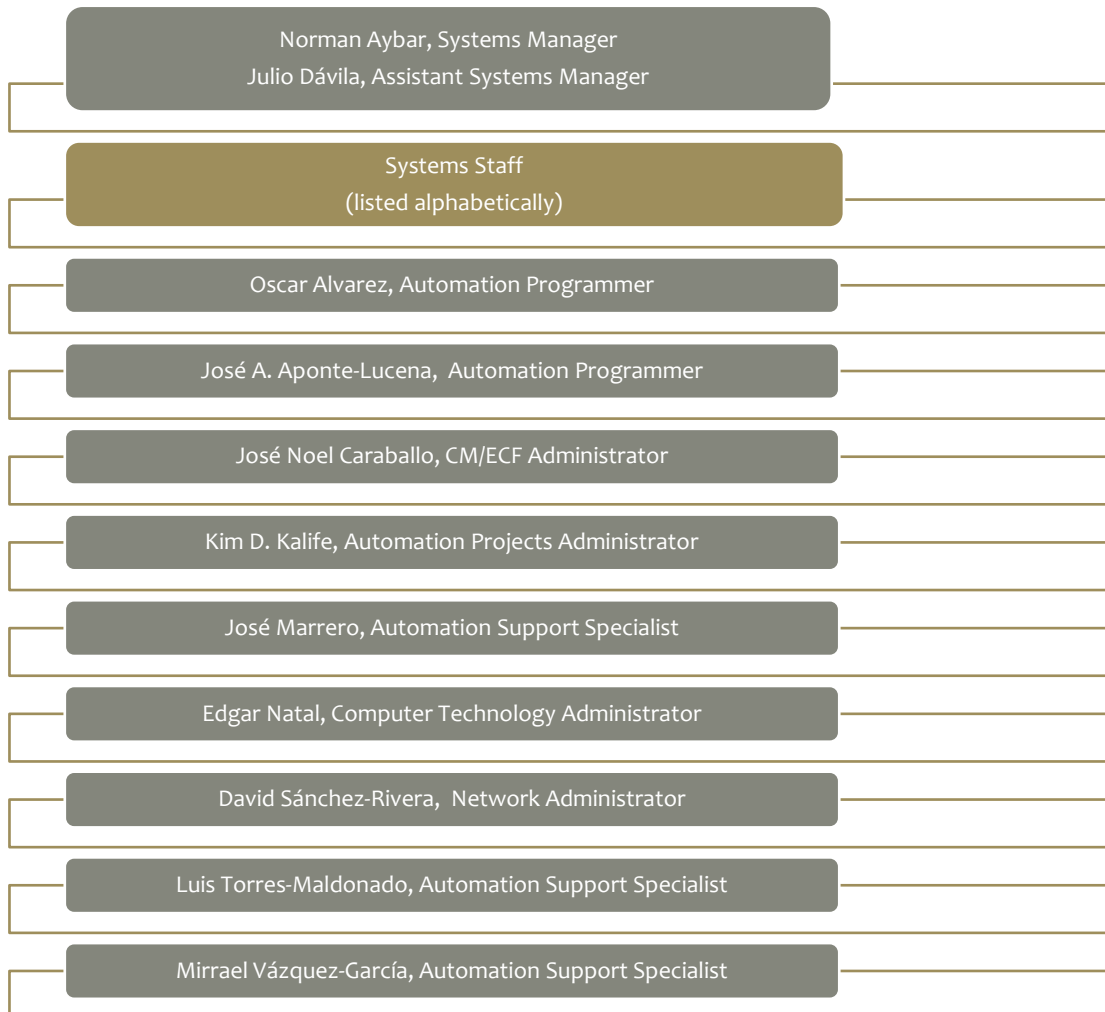 Norman Aybar, Systems Manager
Julio Dávila, Assistant Systems Manager
Systems Staff
(listed alphabetically)
Oscar Alvarez, Automation Programmer
José A. Aponte-Lucena,  Automation Programmer
José Noel Caraballo, CM/ECF Administrator
Kim D. Kalife, Automation Projects Administrator
José Marrero, Automation Support Specialist
Edgar Natal, Computer Technology Administrator
David Sánchez-Rivera,  Network Administrator
Luis Torres-Maldonado, Automation Support Specialist
Mirrael Vázquez-García, Automation Support Specialist